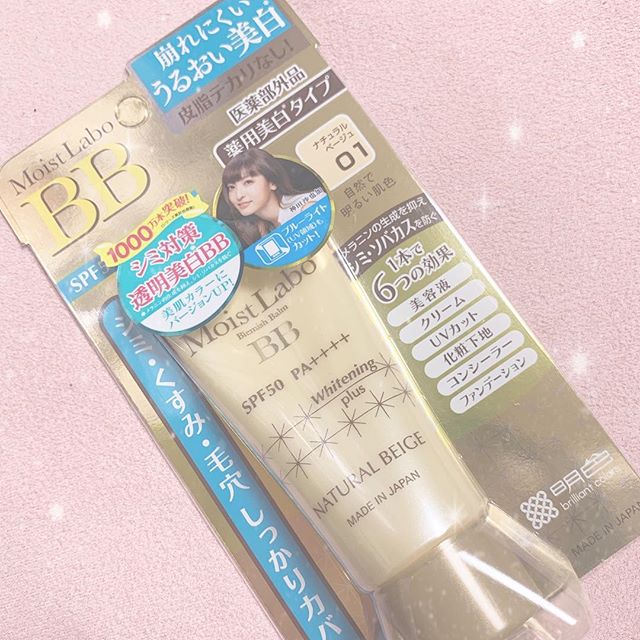 崩れにくい
うるおい美白
皮脂テカリなし!
医薬部外品
薬用美白タイプ
ナチュラル
ベージュ
01
自然で
明るい肌色
Moist Labo
BB
SPF
1000万本突破!
シミ対策
透明美白BB
美肌カラーに
バージョンUP!
ブルーライト
カット!
メラニンの生成を抑え
シミ・ソバカスを防ぐ
1本で
6つの効果
美容液
クリーム
UVカット
化粧下地
コンシーラー
ファンデーション
シミ・くすみ・毛穴 しっかりカバ
Moist Labo
Blemish Balm
BB
SPF50 PA++++
Whitening
plus
NATURAL BEIGE
MADE IN JAPAN
明色
brilliant co
MADE IN JAPAN